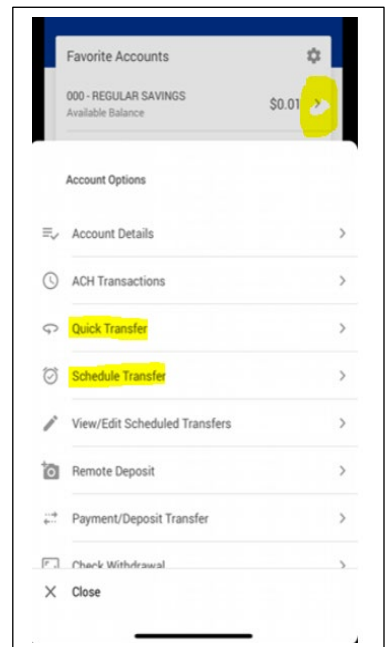 Favorite Accounts
000 - REGULAR SAVINGS
Available Balance
$0.01
Account Options
Account Details
ACH Transactions
Quick Transfer
Schedule Transfer
View/Edit Scheduled Transfers
Remote Deposit
Payment/Deposit Transfer
Check Withdrawal
Close